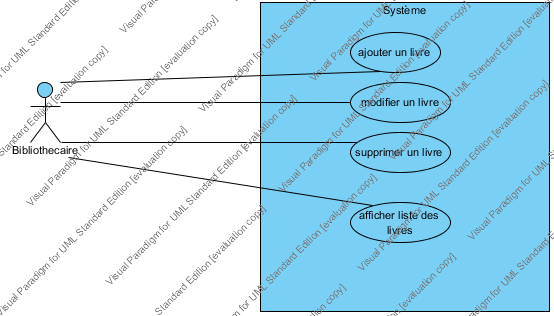 Système
ajouter un livre
modifier un livre
supprimer un livre
Bibliothecaire
afficher liste des
livres
Visual Paradigm for UML Standard Edition [evaluation copy]